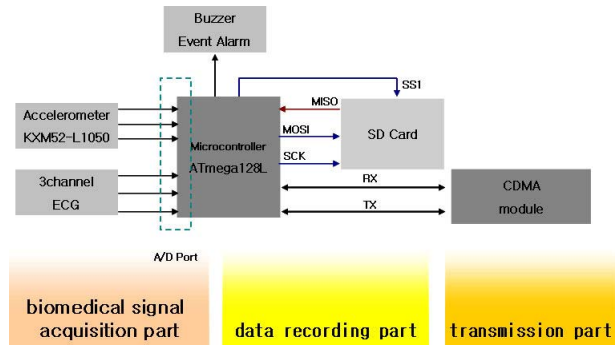 Buzzer
Event Alarm
SS1
MISO
Accelerometer
KXM52-L1050
Microcontroller
ATmega128L
MOSI
SD Card
SCK
3channel
ECG
RX
CDMA
module
TX
A/D Port
biomedical signal
acquisition part
data recording part
transmission part